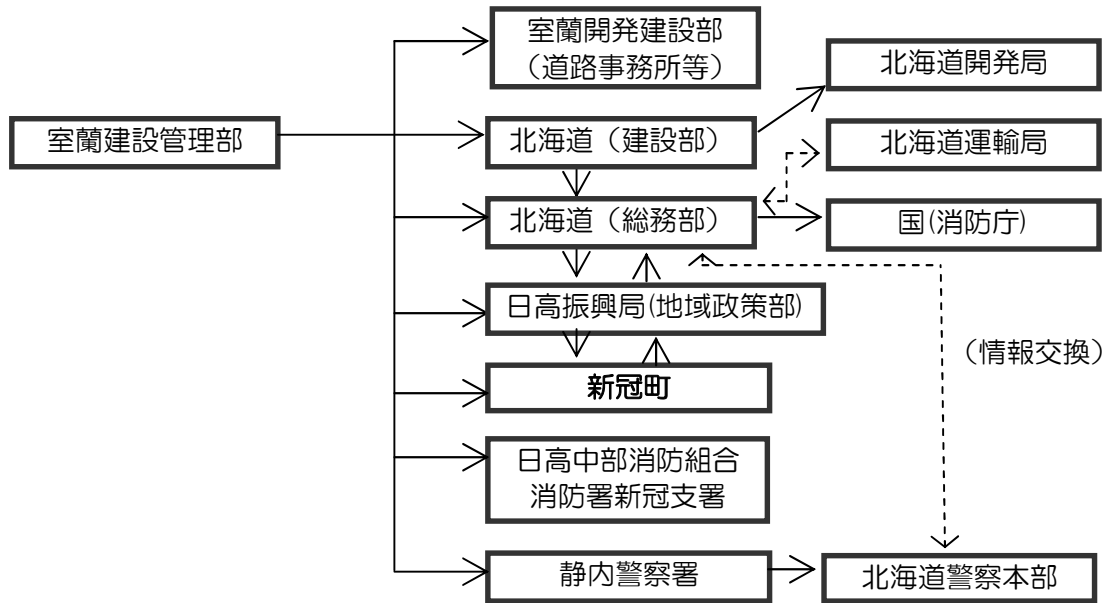 室蘭開発建設部
（道路事務所等）
北海道開発局
室蘭建設管理部
北海道（建設部）
北海道運輸局
北海道（総務部）
国(消防庁)
日高振興局(地域政策部)
（情報交換）
新冠町
日高中部消防組合
消防署新冠支署
静内警察署
北海道警察本部